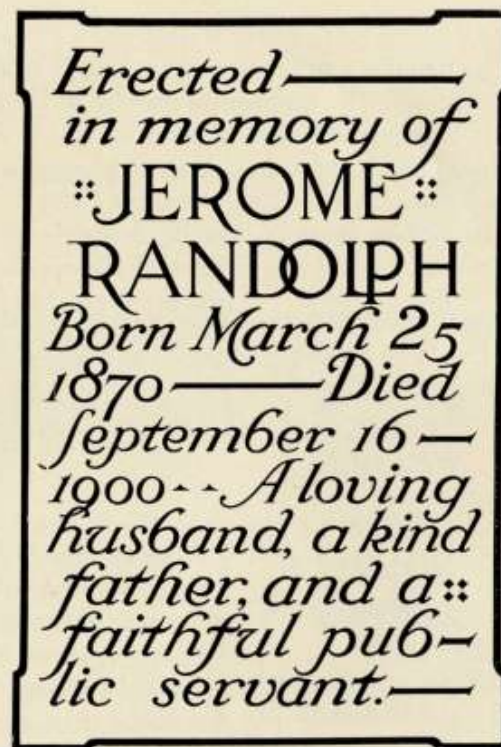 Erected——
in memory of
⁘JEROME⁘
RANDOLPH
Born March 25
1870——Died
September 16—
1900--A loving
husband, a kind
father, and a⁘
faithful pub-
lic servant.—